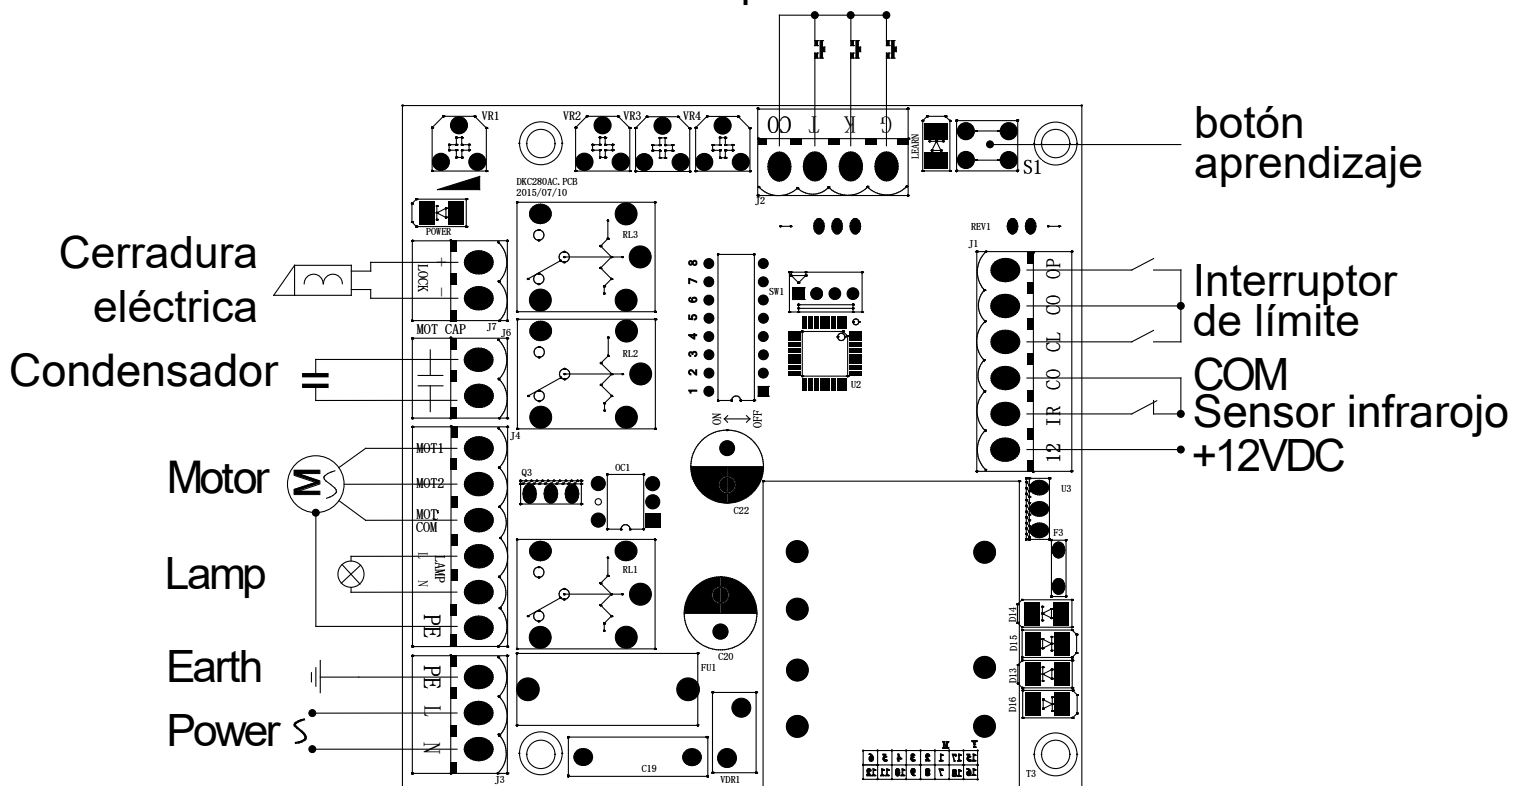 CO T K G
VR1
VR2 VR3 VR4
LEARN
S1
botón
aprendizaje
DKC280AC.PCB
2015/07/10
J2
POWER
RL3
REV1
J1
Cerradura
eléctrica
+
LOCK
-
J7
8
7
6
5
4
3
2
1
SW1
OP
CO
CL
CO
IR
12
Interruptor
de límite
MOT CAP
J6
RL2
U2
Condensador
COM
Sensor infrarojo
+12VDC
ON
OFF
J4
MOT1
MOT2
MOT
COM
Motor
M
Q3
OC1
C22
U3
F3
Lamp
L
N
LAMP
PE
RL1
C20
D14
D15
D13
D16
Earth
PE
FU1
Power
L
N
J3
C19
VDR1
T3